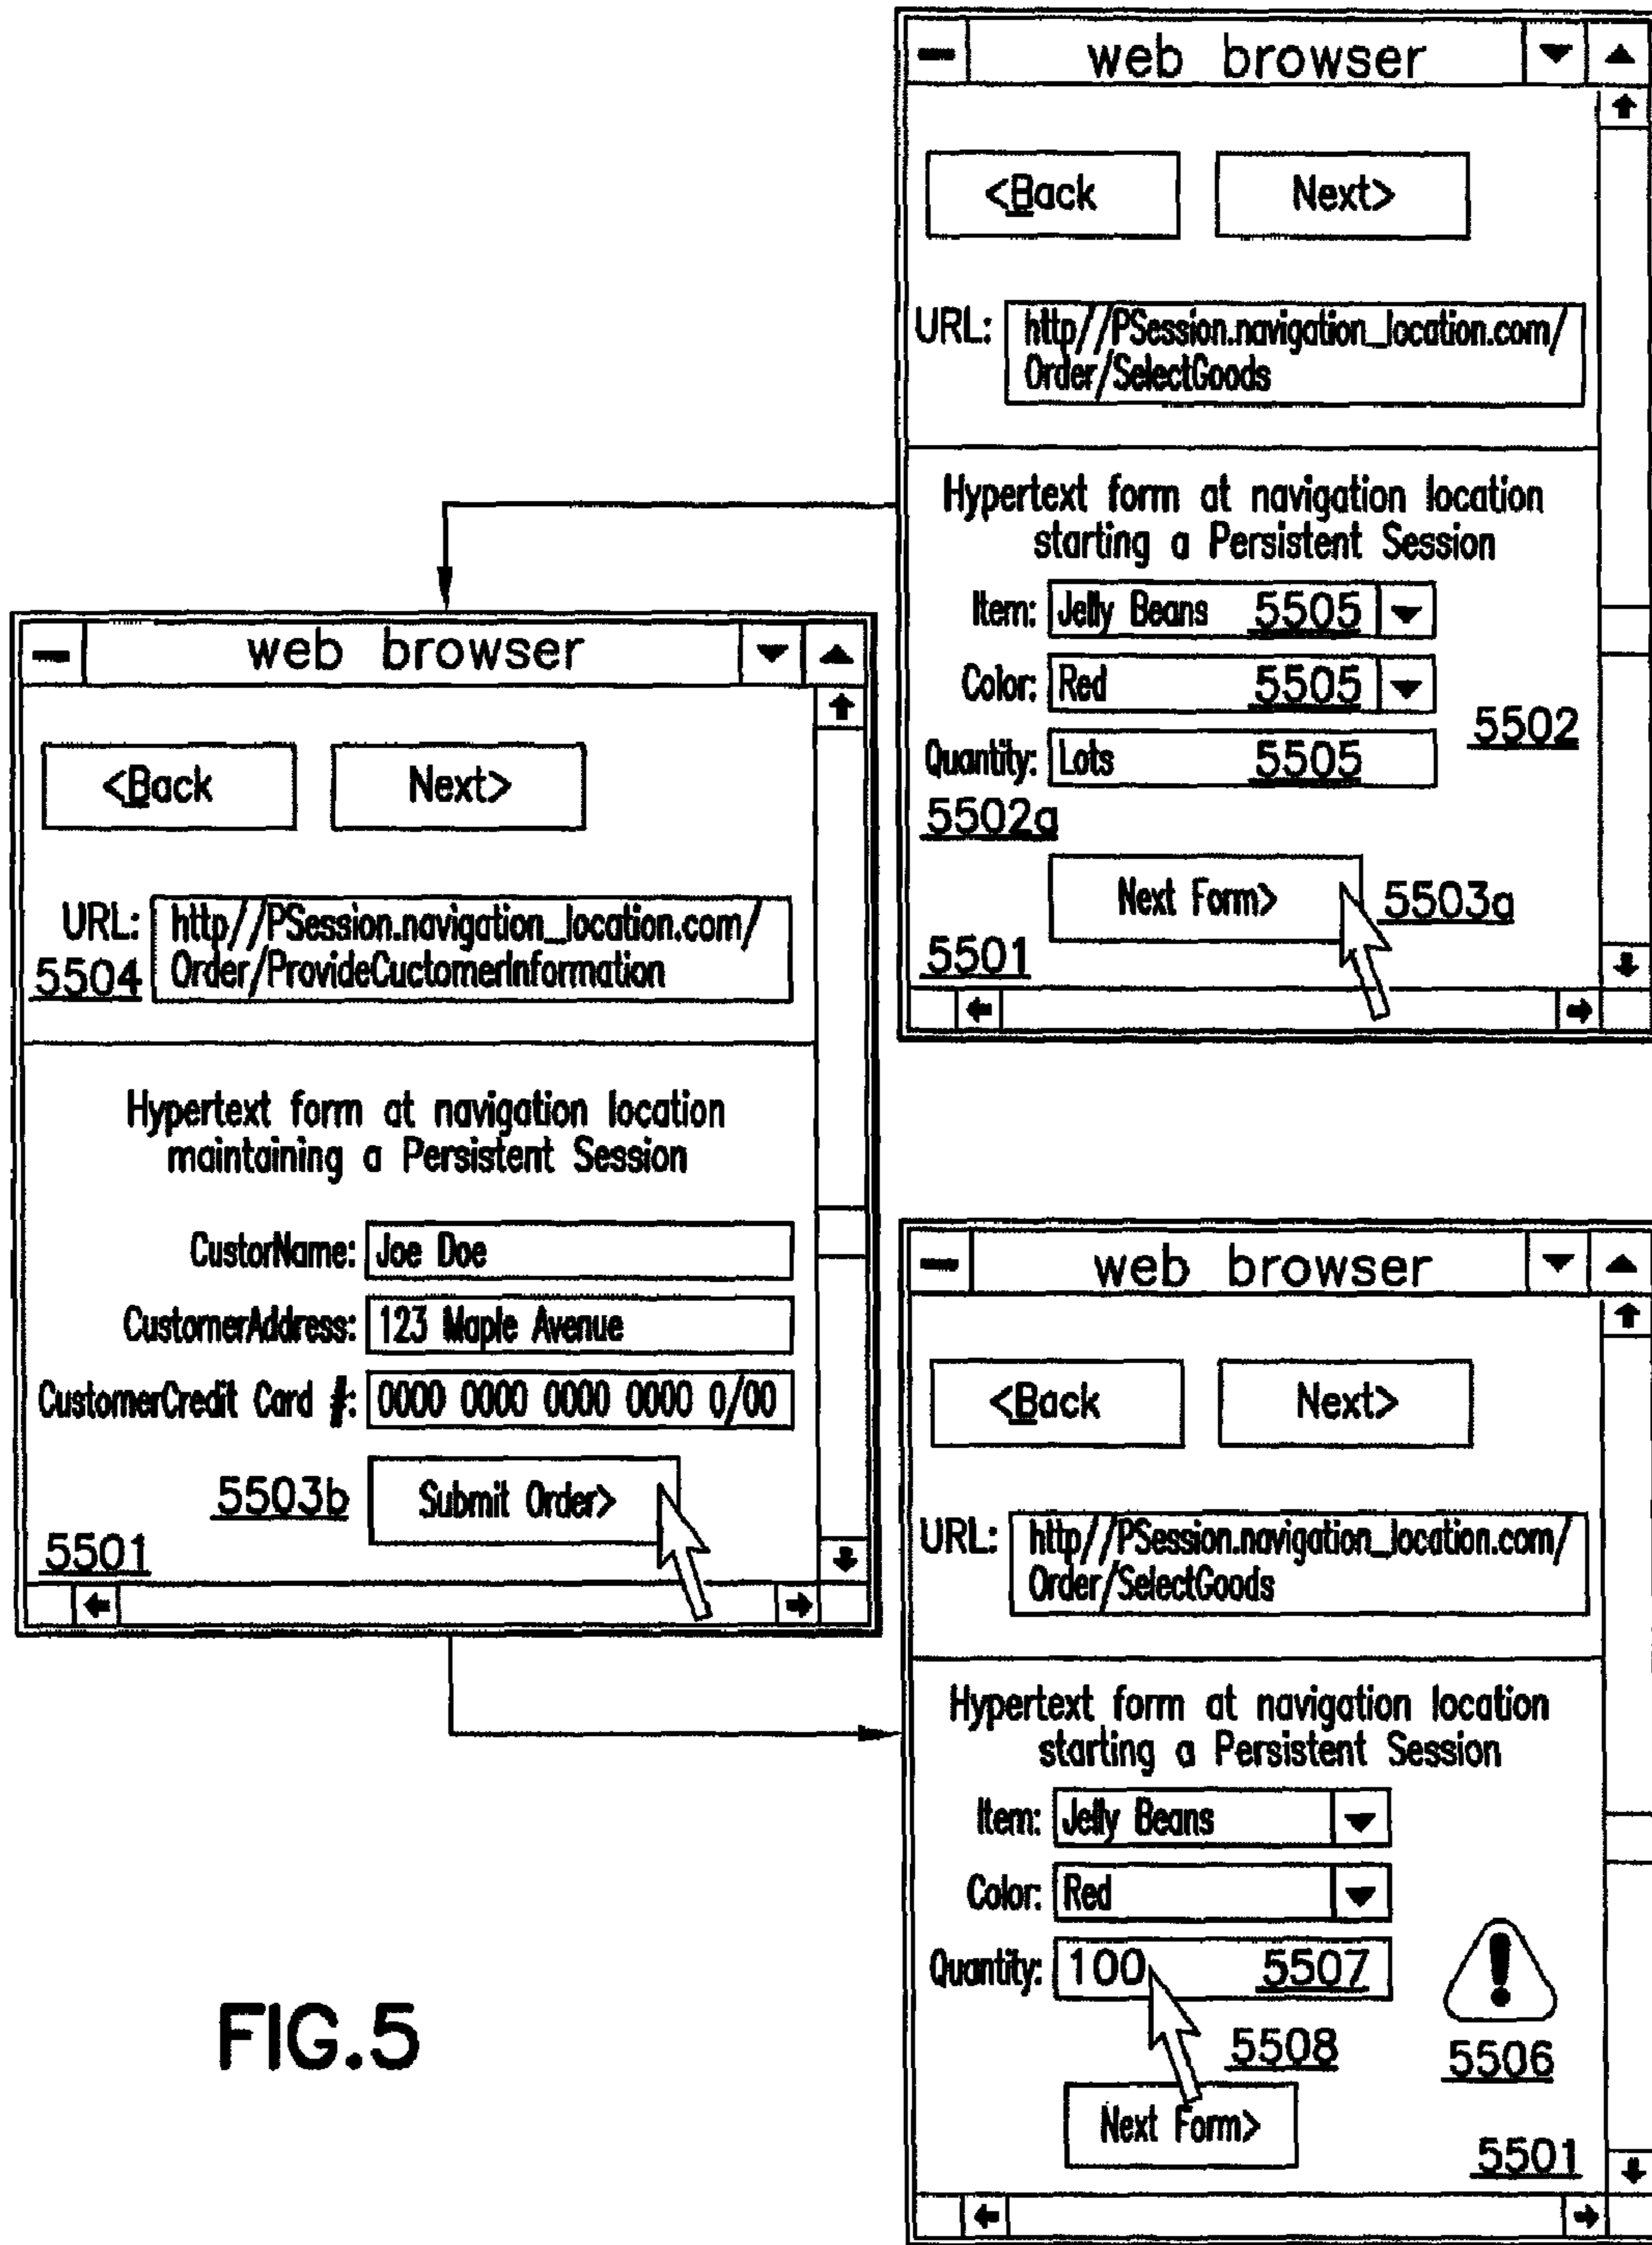 web browser
<Back Next>
URL: http//PSession.navigation_location.com/
Order/SelectGoods
Hypertext form at navigation location
starting a Persistent Session
Item: Jelly Beans 5505
Color: Red 5505
5502
Quantity: Lots 5505
5502a
Next Form> 5503a
5501
web browser
<Back Next>
URL: http//PSession.navigation_location.com/
5504 Order/ProvideCuctomerInformation
Hypertext form at navigation location
maintaining a Persistent Session
CustorName: Joe Doe
CustomerAddress: 123 Maple Avenue
CustomerCredit Card #: 0000 0000 0000 0000 0/00
5503b Submit Order>
5501
web browser
<Back Next>
URL: http//PSession.navigation_location.com/
Order/SelectGoods
Hypertext form at navigation location
starting a Persistent Session
Item: Jelly Beans
Color: Red
Quantity: 100 5507
!
5508 5506
Next Form>
5501
FIG.5